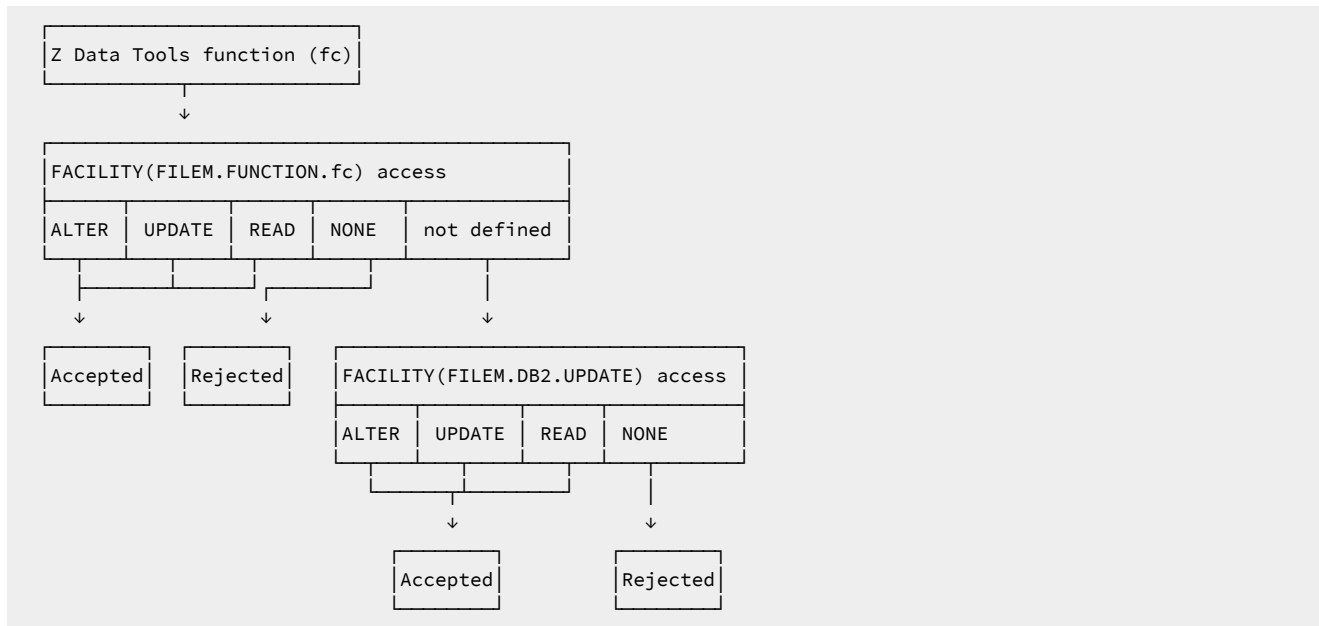 Z Data Tools function (fc)
FACILITY(FILEM.FUNCTION.fc) access
ALTER UPDATE READ NONE not defined
Accepted Rejected FACILITY(FILEM.DB2.UPDATE) access
ALTER UPDATE READ NONE
Accepted Rejected